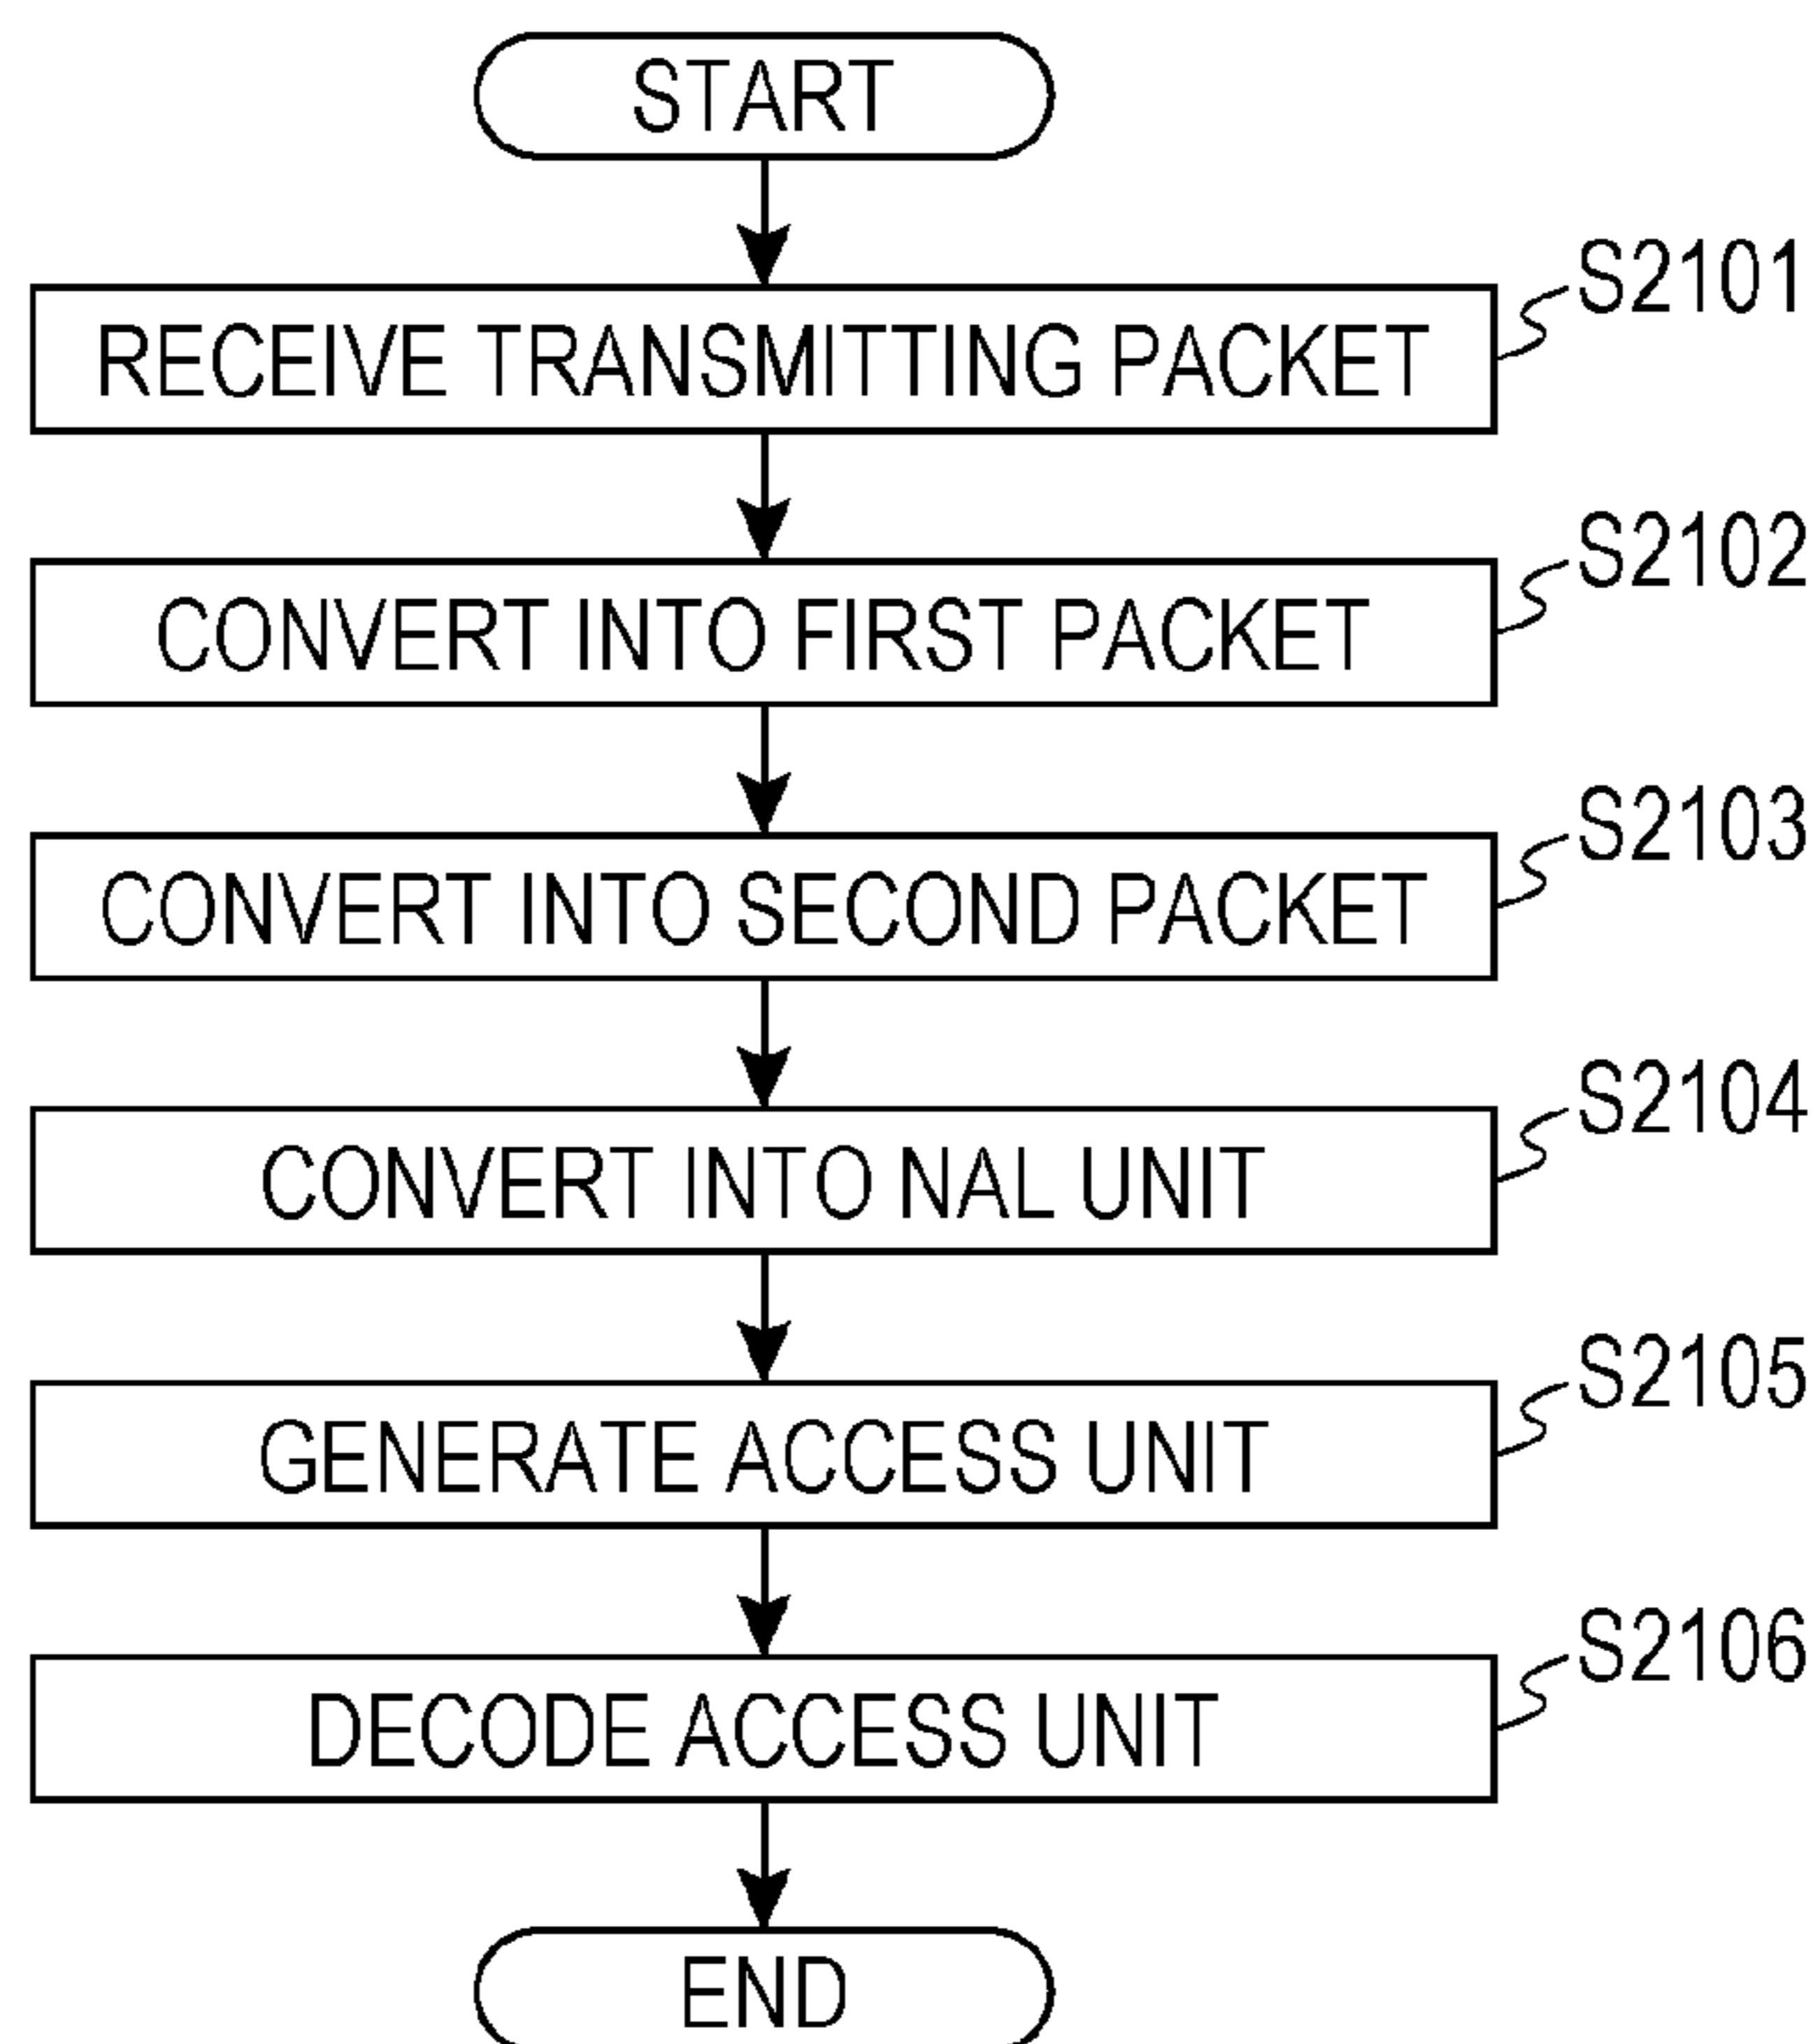 START
S2101
RECEIVE TRANSMITTING PACKET
S2102
CONVERT INTO FIRST PACKET
S2103
CONVERT INTO SECOND PACKET
S2104
CONVERT INTO NAL UNIT
S2105
GENERATE ACCESS UNIT
S2106
DECODE ACCESS UNIT
END